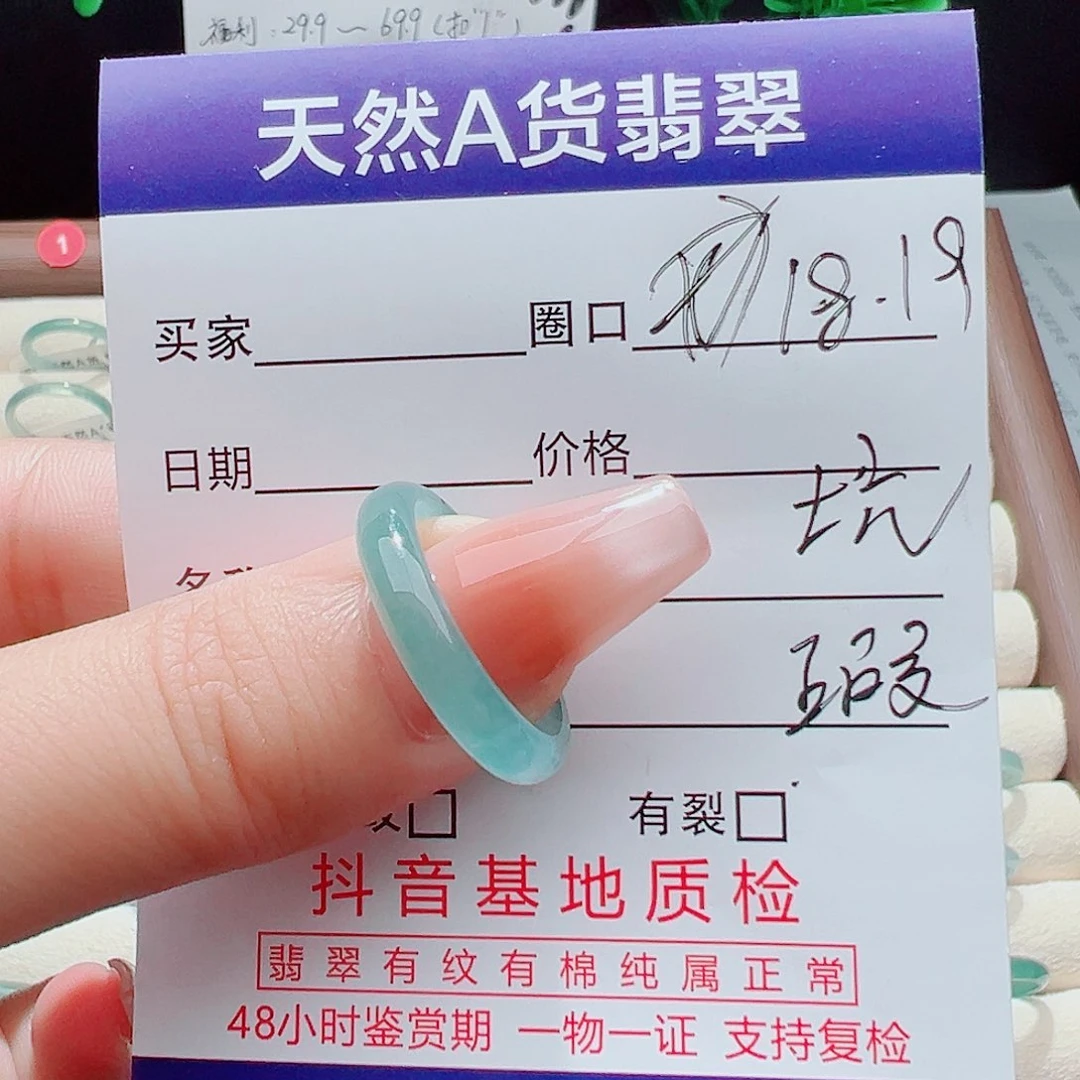 福利:29.9～69.9(扣"1")
天然A货翡翠
1
买家 圈口 18.19
日期 价格
坑
瑕
有裂□
抖音基地质检
翡翠有纹有棉纯属正常
48小时鉴赏期 一物一证 支持复检